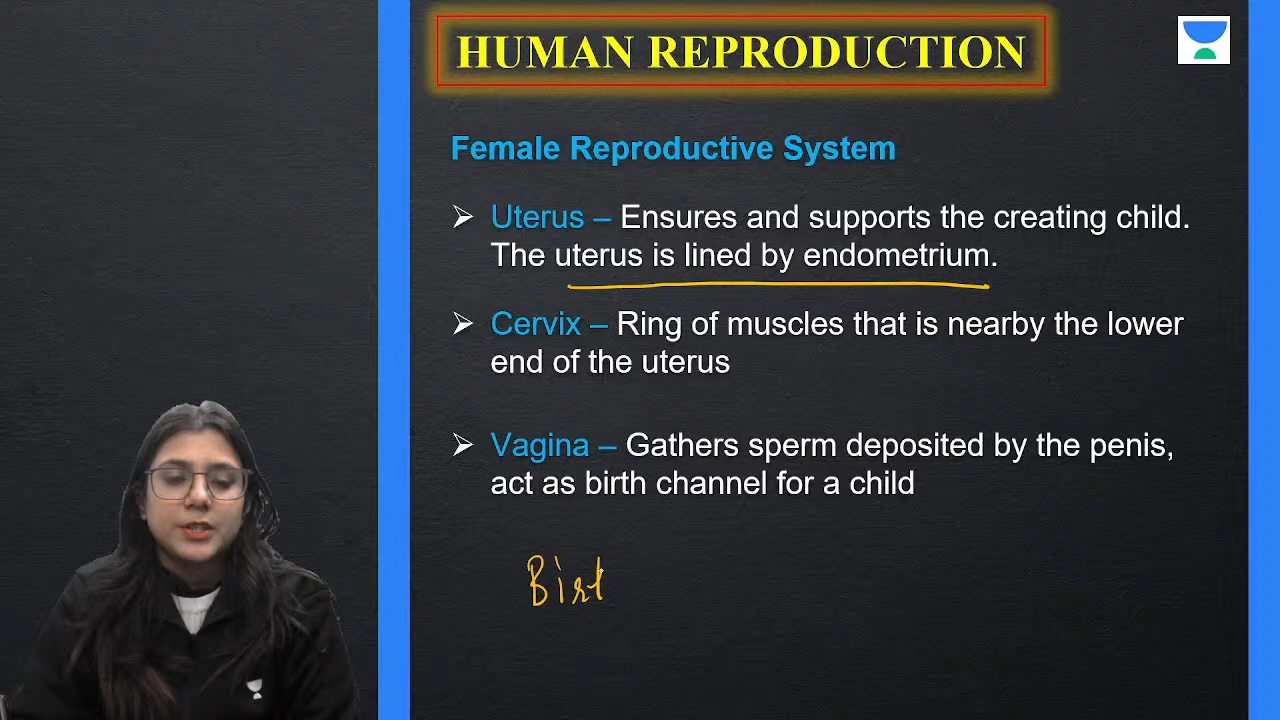 HUMAN REPRODUCTION
Female Reproductive System
➢ Uterus – Ensures and supports the creating child.
The uterus is lined by endometrium.
➢ Cervix – Ring of muscles that is nearby the lower
end of the uterus
➢ Vagina – Gathers sperm deposited by the penis,
act as birth channel for a child
Birt